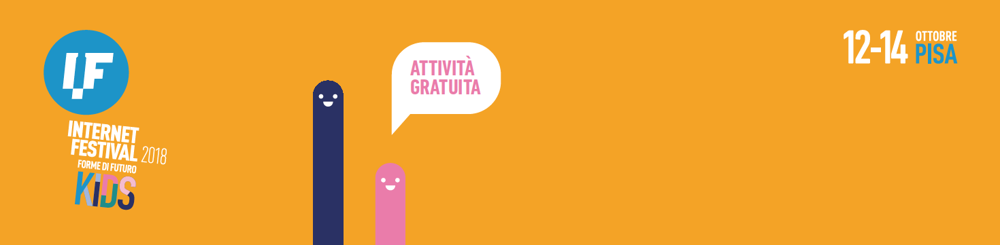 IF
INTERNET
FESTIVAL 2018
FORME DI FUTURO
KIDS
ATTIVITÀ
GRATUITA
12-14 OTTOBRE
PISA